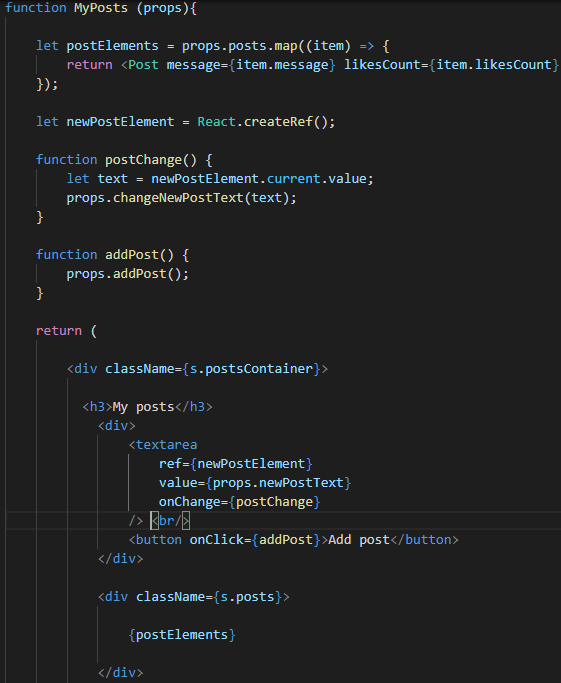 function MyPosts (props){
let postElements = props.posts.map((item) => {
return <Post message={item.message} likesCount={item.likesCount}
});
let newPostElement = React.createRef();
function postChange() {
let text = newPostElement.current.value;
props.changeNewPostText(text);
}
function addPost() {
props.addPost();
}
return (
<div className={s.postsContainer}>
<h3>My posts</h3>
<div>
<textarea
ref={newPostElement}
value={props.newPostText}
onChange={postChange}
/> <br/>
<button onClick={addPost}>Add post</button>
</div>
<div className={s.posts}>
{postElements}
</div>